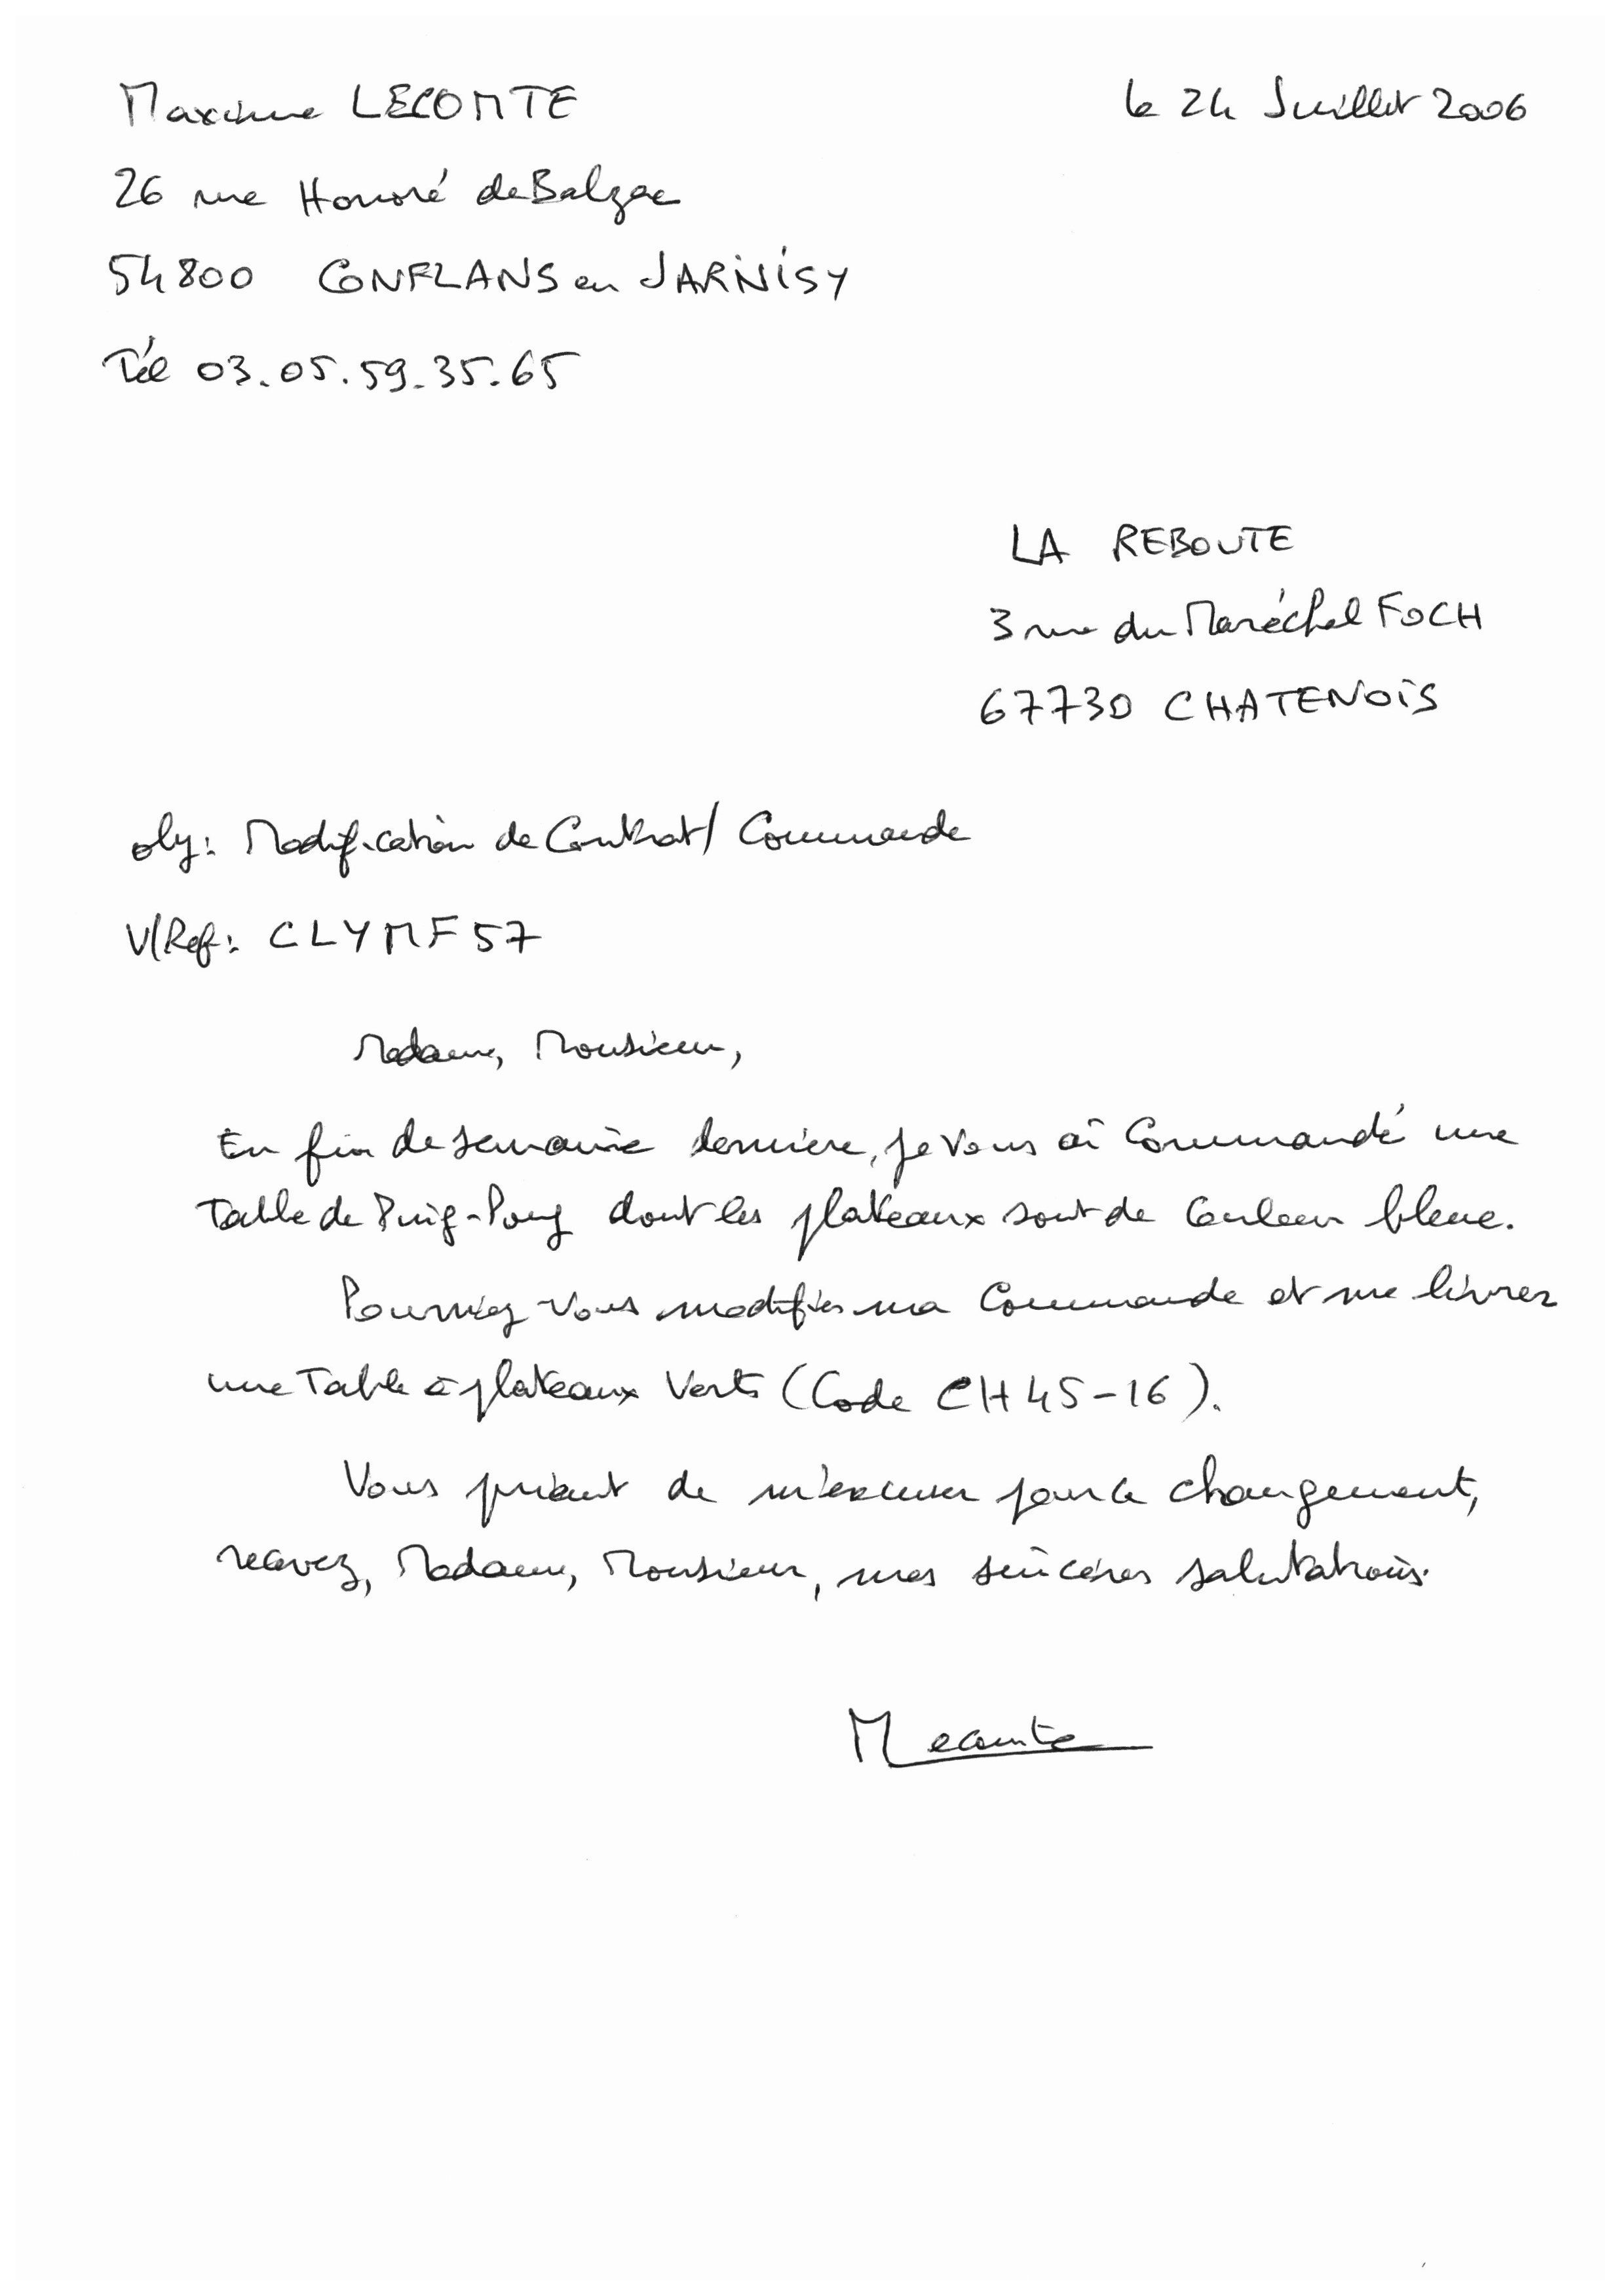 Maxime LECOMTE
le 24 Juillet 2006
26 rue Honoré de Balzac
54800 CONFLANS en JARNISY
Tél 03.05.59.35.65
LA REBOUTE
3 rue du Maréchal FOCH
67730 CHATENOIS
obj: Modification de Contrat/ Commande
V/Ref: CLYMF57
Madame, Monsieur,
En fin de semaine derniere, je vous ai Commandé une
Table de Ping-Pong dont les plateaux sont de couleur bleue.
Pourriez-vous modifier ma Commande et me livrer
une Table à plateaux Verts (Code CH45-16).
Vous priant de m'excuser pour ce changement,
recevez, Madame, Monsieur, mes sincères salutations.
MLecomte